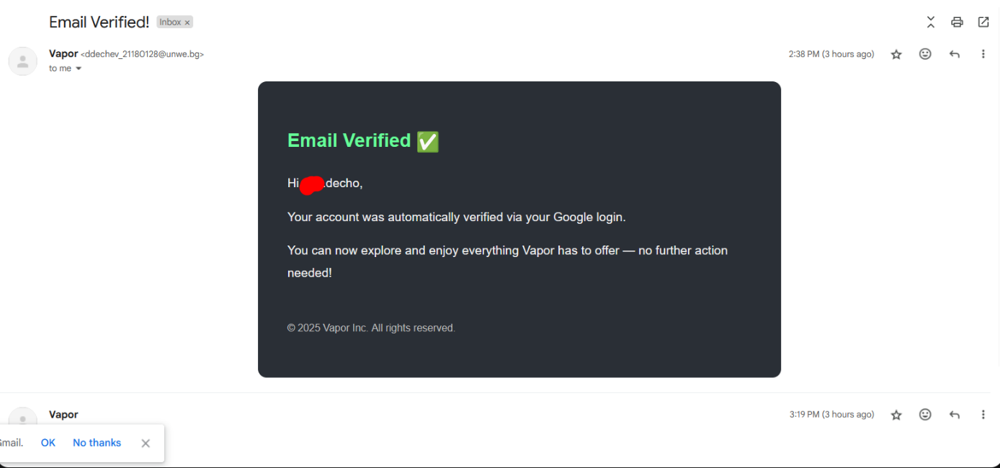 Email Verified! Inbox ×
Vapor <ddechev_21180128@unwe.bg> 2:38 PM (3 hours ago)
to me
Email Verified ✅
Hi .decho,
Your account was automatically verified via your Google login.
You can now explore and enjoy everything Vapor has to offer — no further action
needed!
© 2025 Vapor Inc. All rights reserved.
Vapor 3:19 PM (3 hours ago)
OK No thanks